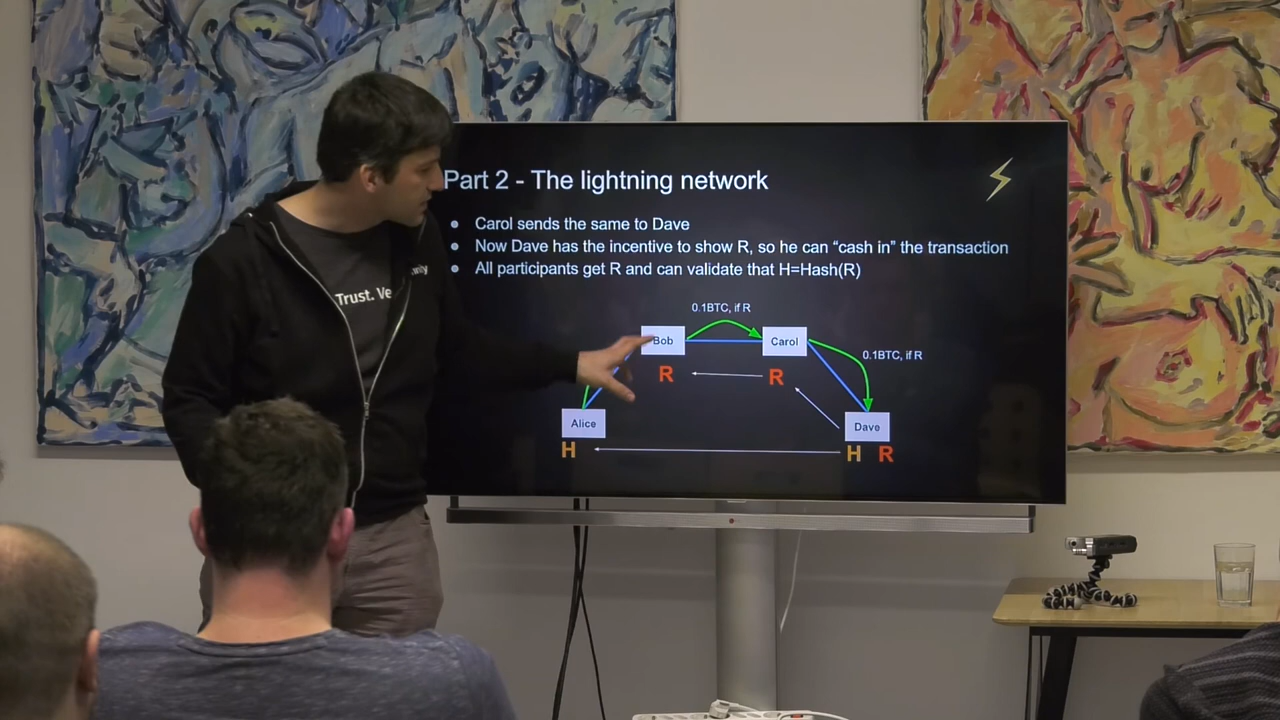 Part 2 - The lightning network
● Carol sends the same to Dave
● Now Dave has the incentive to show R, so he can “cash in” the transaction
● All participants get R and can validate that H=Hash(R)
Trust. Ve
0.1BTC, if R
Bob
Carol
0.1BTC, if R
R
R
Alice
Dave
H
H R